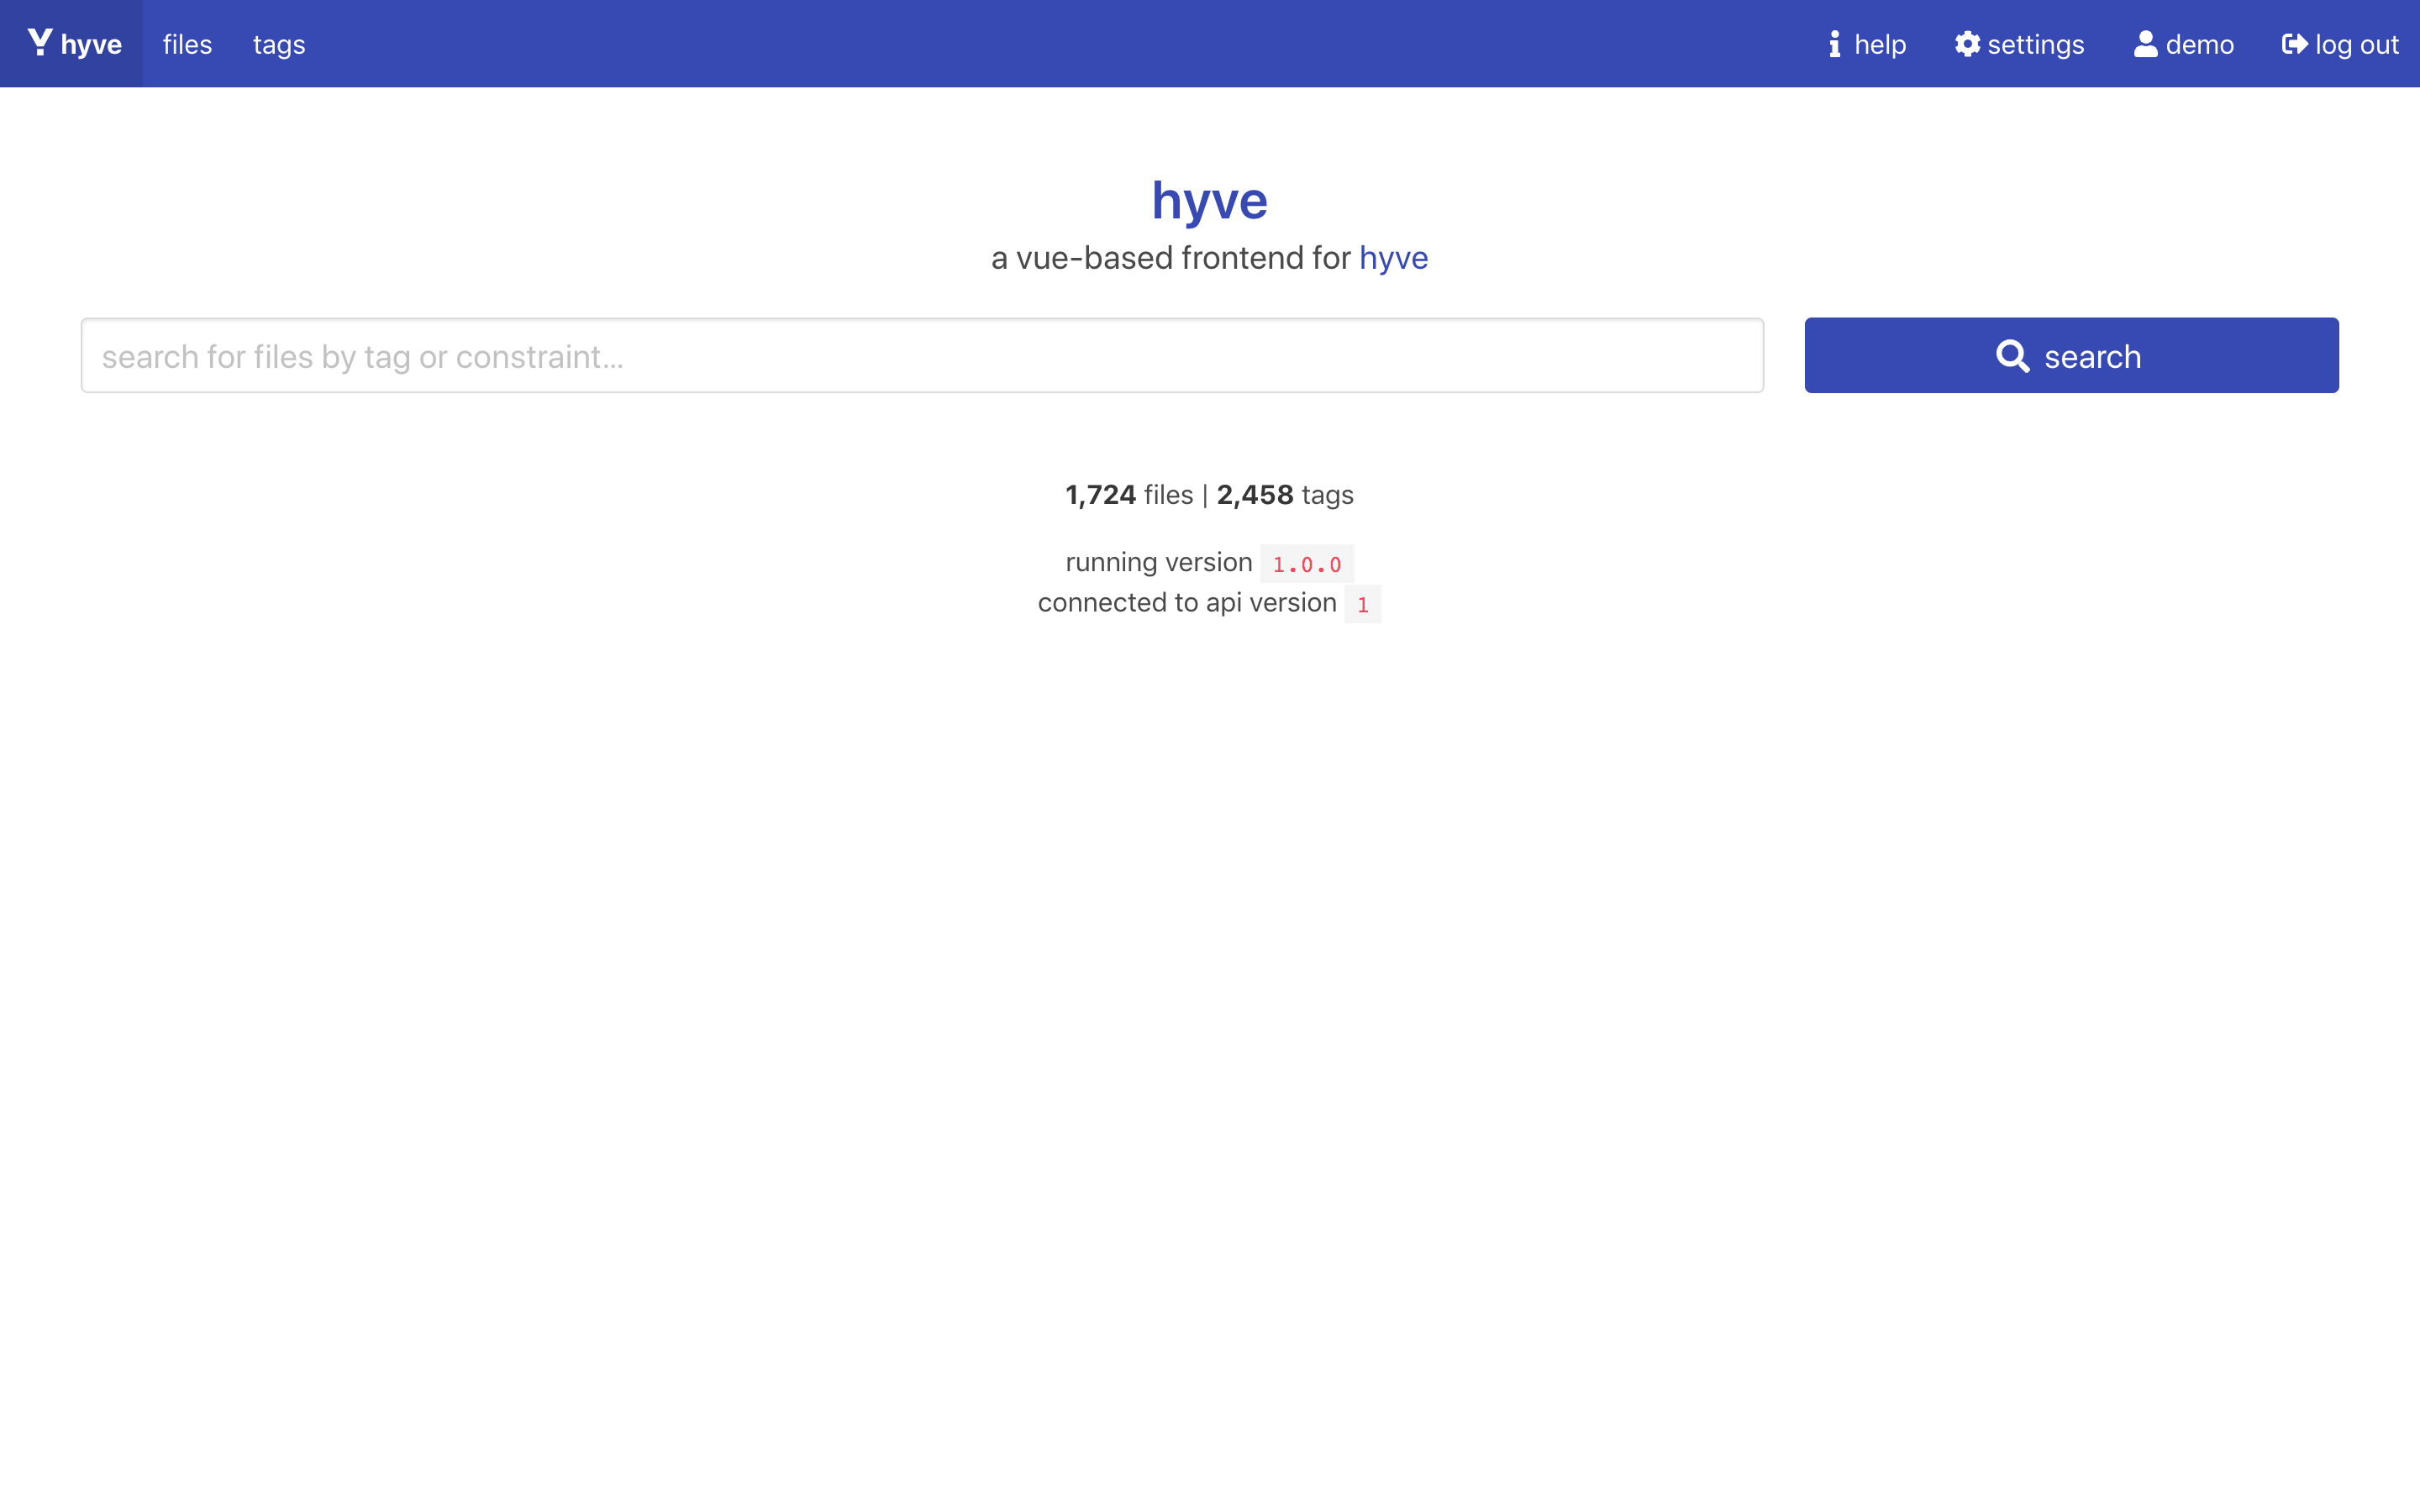 hyve files tags help settings demo log out
hyve
a vue-based frontend for hyve
search for files by tag or constraint...
search
1,724 files | 2,458 tags
running version 1.0.0
connected to api version 1